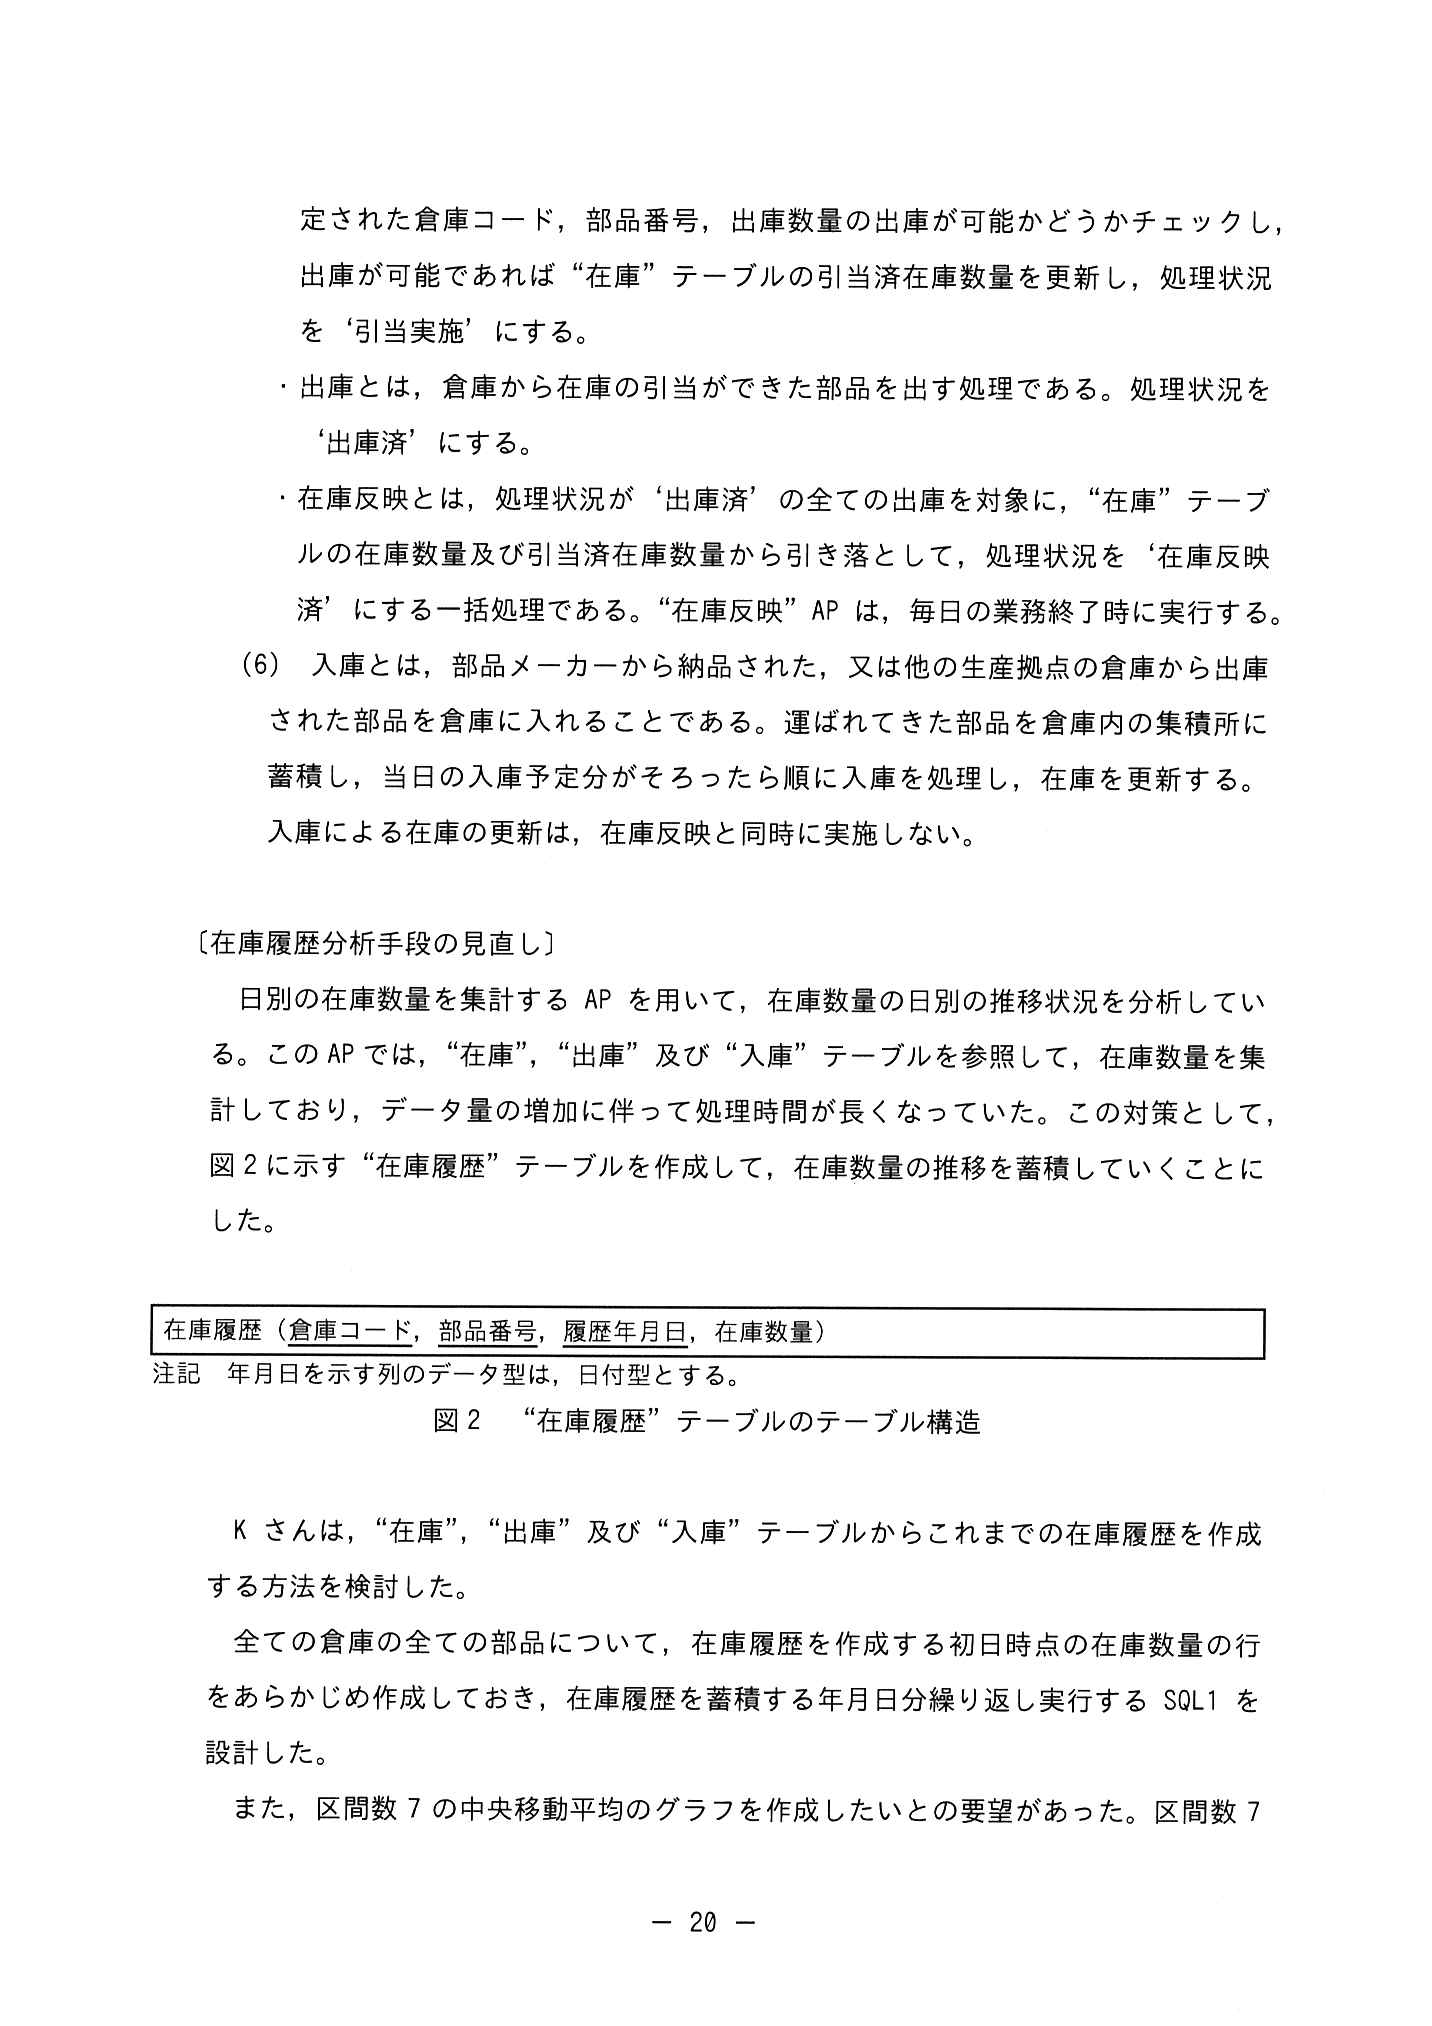 定された倉庫コード，部品番号，出庫数量の出庫が可能かどうかチェックし，
出庫が可能であれば“在庫”テーブルの引当済在庫数量を更新し，処理状況
を‘引当実施’にする。
・出庫とは，倉庫から在庫の引当ができた部品を出す処理である。処理状況を
‘出庫済’にする。
・在庫反映とは，処理状況が‘出庫済’の全ての出庫を対象に，“在庫”テーブ
ルの在庫数量及び引当済在庫数量から引き落として，処理状況を‘在庫反映
済’にする一括処理である。“在庫反映”AP は，毎日の業務終了時に実行する。
(6) 入庫とは，部品メーカーから納品された，又は他の生産拠点の倉庫から出庫
された部品を倉庫に入れることである。運ばれてきた部品を倉庫内の集積所に
蓄積し，当日の入庫予定分がそろったら順に入庫を処理し，在庫を更新する。
入庫による在庫の更新は，在庫反映と同時に実施しない。
〔在庫履歴分析手段の見直し〕
日別の在庫数量を集計する AP を用いて，在庫数量の日別の推移状況を分析してい
る。この AP では，“在庫”，“出庫”及び“入庫”テーブルを参照して，在庫数量を集
計しており，データ量の増加に伴って処理時間が長くなっていた。この対策として，
図 2 に示す“在庫履歴”テーブルを作成して，在庫数量の推移を蓄積していくことに
した。
在庫履歴（倉庫コード，部品番号，履歴年月日，在庫数量）
注記　年月日を示す列のデータ型は，日付型とする。
図 2　“在庫履歴”テーブルのテーブル構造
K さんは，“在庫”，“出庫”及び“入庫”テーブルからこれまでの在庫履歴を作成
する方法を検討した。
全ての倉庫の全ての部品について，在庫履歴を作成する初日時点の在庫数量の行
をあらかじめ作成しておき，在庫履歴を蓄積する年月日分繰り返し実行する SQL1 を
設計した。
また，区間数 7 の中央移動平均のグラフを作成したいとの要望があった。区間数 7
— 20 —